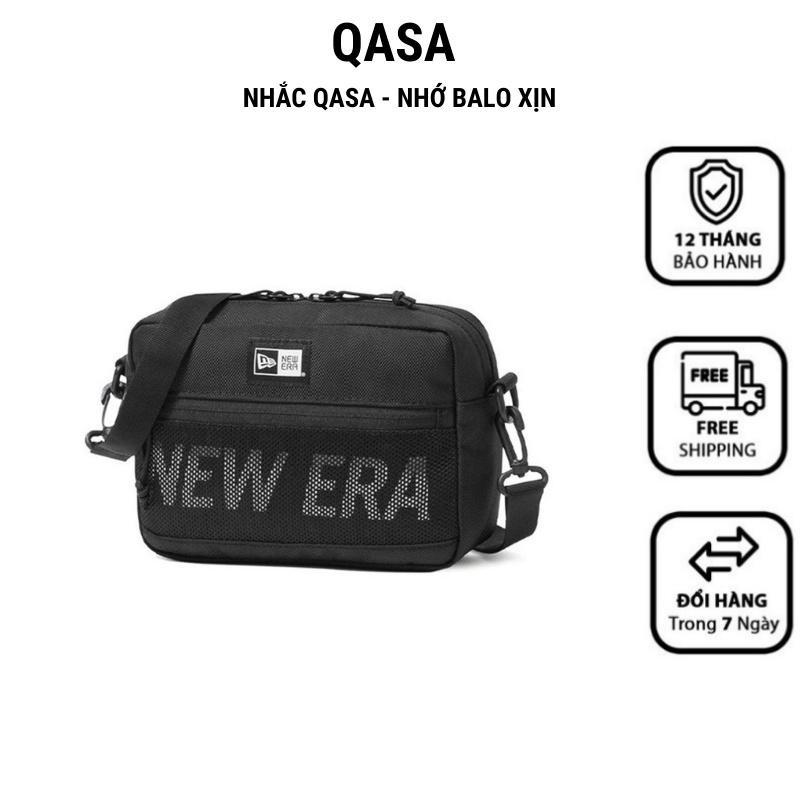 QASA
NHẮC QASA - NHỚ BALO XỊN
12 THÁNG
BẢO HÀNH
NEW
ERA
NEW ERA
FREE
FREE
SHIPPING
ĐỔI HÀNG
Trong 7 Ngày